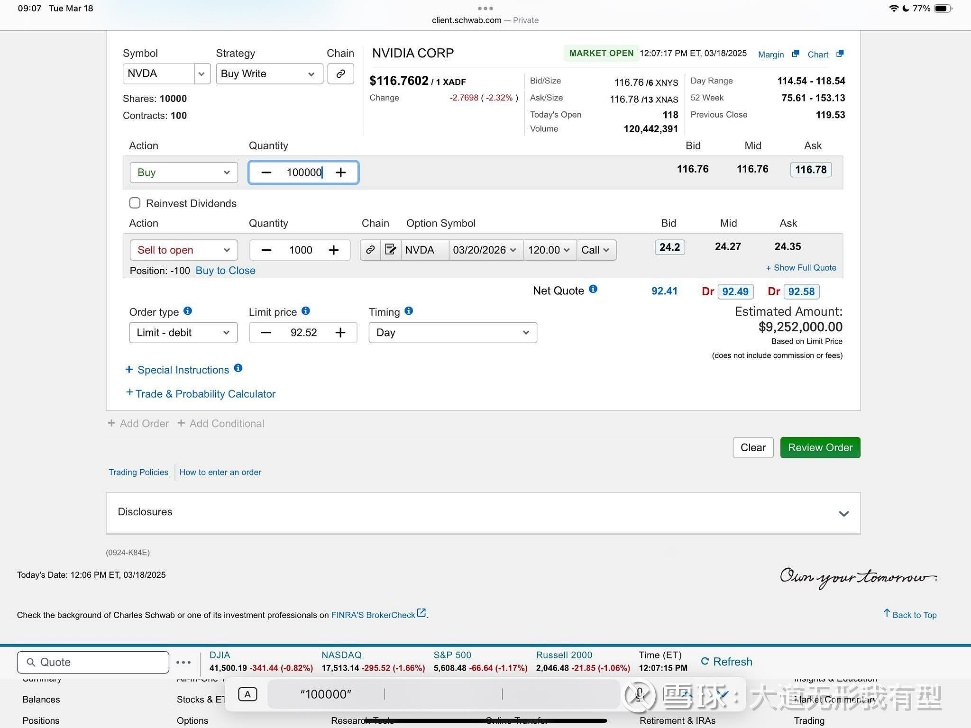 09:07 Tue Mar 18
77%
client.schwab.com — Private
Symbol Strategy Chain
NVDA Buy Write
Shares: 10000
Contracts: 100
NVIDIA CORP
MARKET OPEN 12:07:17 PM ET, 03/18/2025 Margin Chart
$116.7602 / 1 XADF
Change -2.7698 ( -2.32% )
Bid/Size 116.76 /6 XNYS
Ask/Size 116.78 /13 XNAS
Today's Open 118
Volume 120,442,391
Day Range 114.54 - 118.54
52 Week 75.61 - 153.13
Previous Close 119.53
Action Quantity Bid Mid Ask
Buy — 100000 + 116.76 116.76 116.78
Reinvest Dividends
Action Quantity Chain Option Symbol Bid Mid Ask
Sell to open — 1000 + NVDA 03/20/2026 120.00 Call 24.2 24.27 24.35
Position: -100 Buy to Close + Show Full Quote
Net Quote 92.41 Dr 92.49 Dr 92.58
Order type Limit price Timing Estimated Amount:
Limit - debit — 92.52 + Day $9,252,000.00
Based on Limit Price
(does not include commission or fees)
+ Special Instructions
+ Trade & Probability Calculator
+ Add Order + Add Conditional
Clear Review Order
Trading Policies How to enter an order
Disclosures
(0924-K84E)
Today's Date: 12:06 PM ET, 03/18/2025
Own your tomorrow.
Check the background of Charles Schwab or one of its investment professionals on FINRA'S BrokerCheck.
Back to Top
Quote
DJIA NASDAQ S&P 500 Russell 2000 Time (ET)
41,500.19 -341.44 (-0.82%) 17,513.14 -295.52 (-1.66%) 5,608.48 -66.64 (-1.17%) 2,046.48 -21.85 (-1.06%) 12:07:15 PM
Refresh
Summary All-in-One Insights & Education
Balances Stocks & ET Market Commentary
A "100000"
雪球:大道无形我有型
Positions Options Research Tools Online Transfer Retirement & IRAs Trading